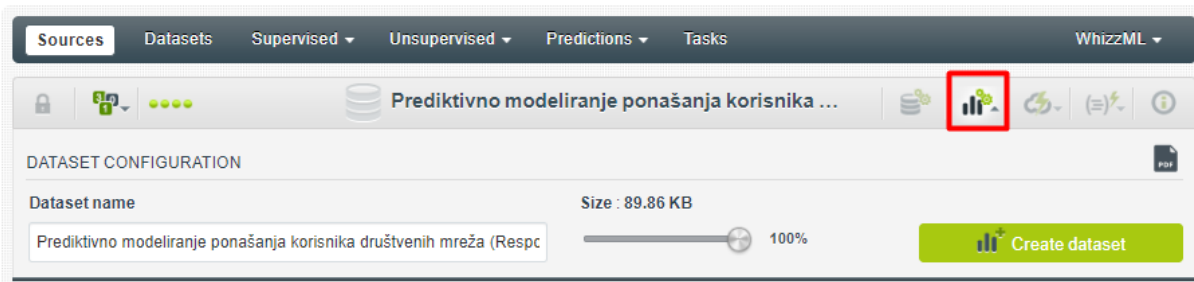 Sources Datasets Supervised Unsupervised Predictions Tasks WhizzML
Prediktivno modeliranje ponašanja korisnika ...
DATASET CONFIGURATION
PDF
Dataset name Size : 89.86 KB
Prediktivno modeliranje ponašanja korisnika društvenih mreža (Respc 100% Create dataset